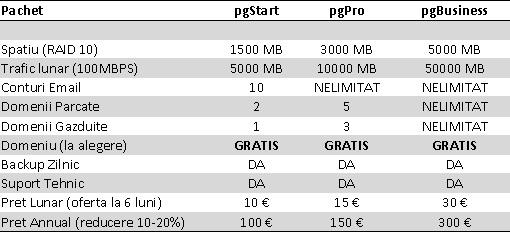 Pachet pgStart pgPro pgBusiness
Spatiu (RAID 10) 1500 MB 3000 MB 5000 MB
Trafic lunar (100MBPS) 5000 MB 10000 MB 50000 MB
Conturi Email 10 NELIMITAT NELIMITAT
Domenii Parcate 2 5 NELIMITAT
Domenii Gazduite 1 3 NELIMITAT
Domeniu (la alegere) GRATIS GRATIS GRATIS
Backup Zilnic DA DA DA
Suport Tehnic DA DA DA
Pret Lunar (oferta la 6 luni) 10 € 15 € 30 €
Pret Annual (reducere 10-20%) 100 € 150 € 300 €